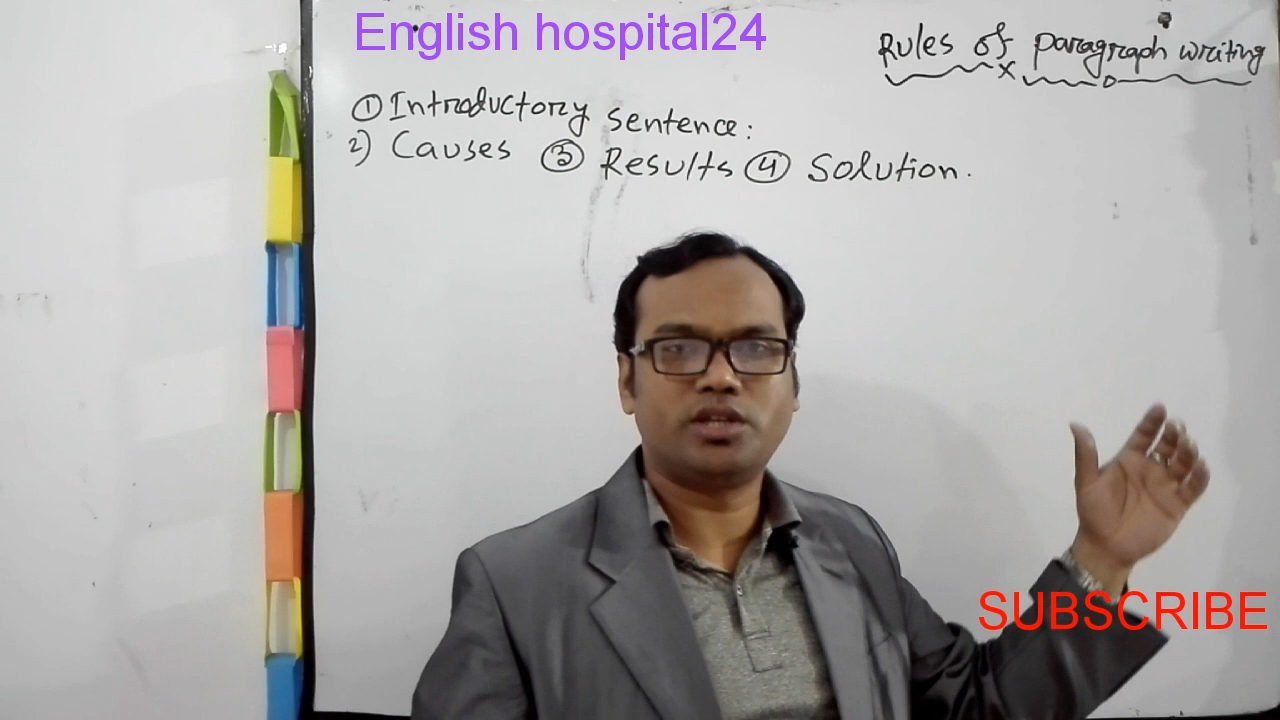 English hospital24
Rules of paragraph writing
① Introductory sentence:
2) Causes ③ Results ④ Solution.
SUBSCRIBE